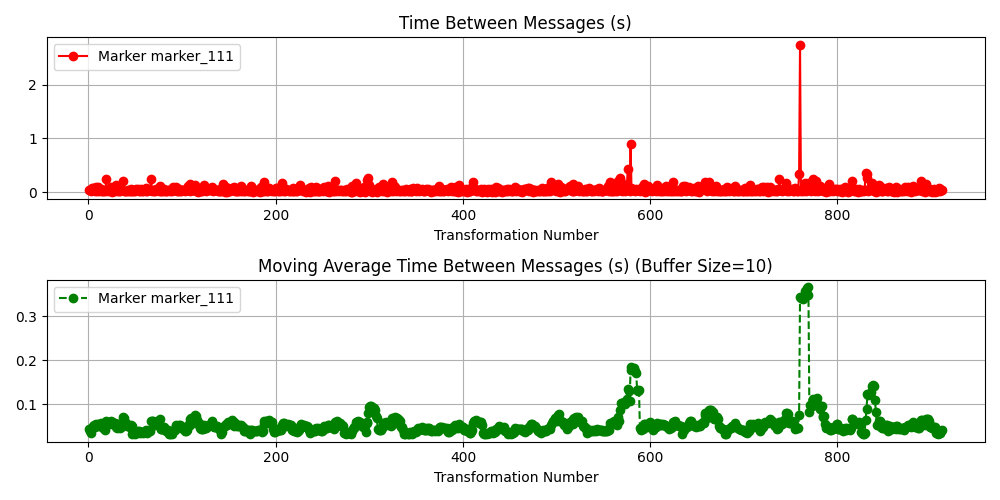 Time Between Messages (s)
Marker marker_111
2
1
0
0 200 400 600 800
Transformation Number
Moving Average Time Between Messages (s) (Buffer Size=10)
Marker marker_111
0.3
0.2
0.1
0 200 400 600 800
Transformation Number